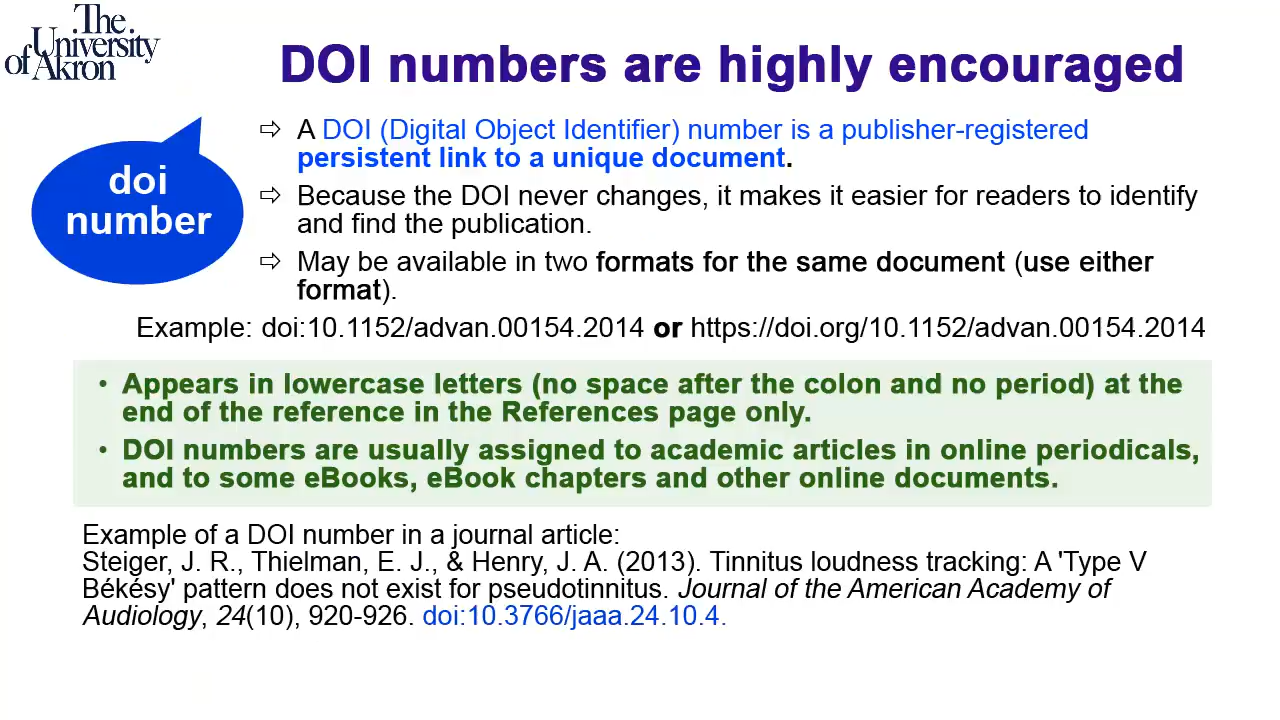 The
University
of Akron
DOI numbers are highly encouraged
doi
number
⇨ A DOI (Digital Object Identifier) number is a publisher-registered
persistent link to a unique document.
⇨ Because the DOI never changes, it makes it easier for readers to identify
and find the publication.
⇨ May be available in two formats for the same document (use either
format).
Example: doi:10.1152/advan.00154.2014 or https://doi.org/10.1152/advan.00154.2014
• Appears in lowercase letters (no space after the colon and no period) at the
end of the reference in the References page only.
• DOI numbers are usually assigned to academic articles in online periodicals,
and to some eBooks, eBook chapters and other online documents.
Example of a DOI number in a journal article:
Steiger, J. R., Thielman, E. J., & Henry, J. A. (2013). Tinnitus loudness tracking: A 'Type V
Békésy' pattern does not exist for pseudotinnitus. Journal of the American Academy of
Audiology, 24(10), 920-926. doi:10.3766/jaaa.24.10.4.